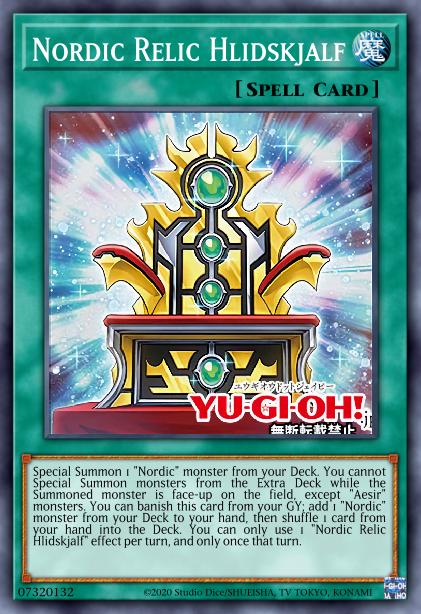 Nordic Relic Hlidskjalf
SPELL
魔
[Spell Card]
ユウギオウドットジェイピー
YU-GI-OH!
無断転載禁止
Special Summon 1 "Nordic" monster from your Deck. You cannot
Special Summon monsters from the Extra Deck while the
Summoned monster is face-up on the field, except "Aesir"
monsters. You can banish this card from your GY; add 1 "Nordic"
monster from your Deck to your hand, then shuffle 1 card from
your hand into the Deck. You can only use 1 "Nordic Relic
Hlidskjalf" effect per turn, and only once that turn.
07320132
©2020 Studio Dice/SHUEISHA, TV TOKYO, KONAMI